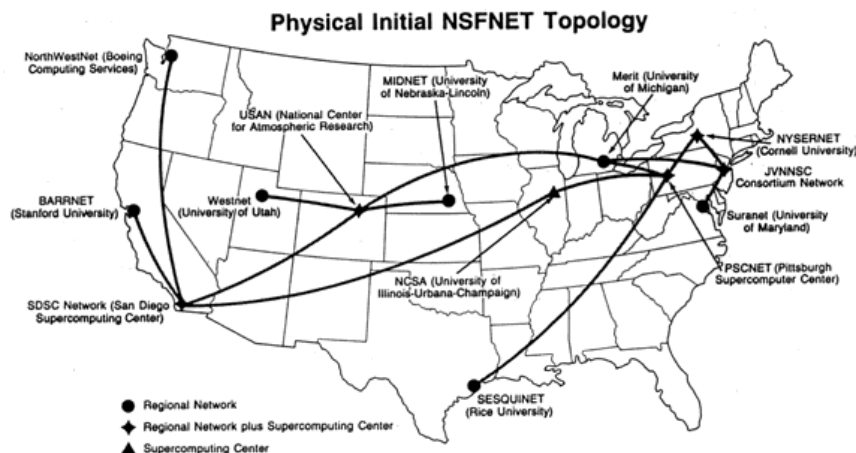 Physical Initial NSFNET Topology
NorthWestNet (Boeing
Computing Services)
MIDNET (University
of Nebraska-Lincoln)
Merit (University
of Michigan)
USAN (National Center
for Atmospheric Research)
NYSERNET
(Cornell University)
JVNNSC
Consortium Network
BARRNET
(Stanford University)
Westnet
(University of Utah)
Suranet (University
of Maryland)
NCSA (University of
Illinois-Urbana-Champaign)
PSCNET (Pittsburgh
Supercomputer Center)
SDSC Network (San Diego
Supercomputing Center)
SESQUINET
(Rice University)
Regional Network
Regional Network plus Supercomputing Center
Supercomputing Center